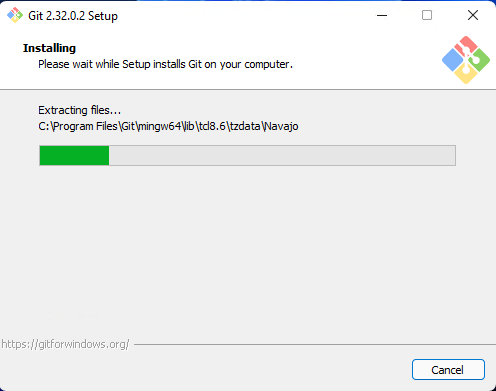 Git 2.32.0.2 Setup
Installing
Please wait while Setup installs Git on your computer.
Extracting files...
C:\Program Files\Git\mingw64\lib\tcl8.6\tzdata\Navajo
https://gitforwindows.org/
Cancel